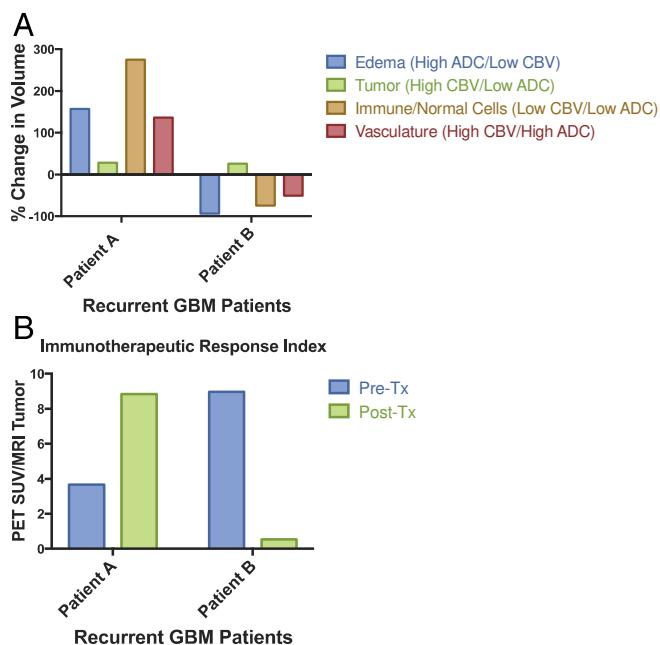 A
% Change in Volume
300
200
100
0
-100
Patient A
Patient B
Recurrent GBM Patients
Edema (High ADC/Low CBV)
Tumor (High CBV/Low ADC)
Immune/Normal Cells (Low CBV/Low ADC)
Vasculature (High CBV/High ADC)
B
Immunotherapeutic Response Index
PET SUV/MRI Tumor
10
8
6
4
2
0
Patient A
Patient B
Recurrent GBM Patients
Pre-Tx
Post-Tx